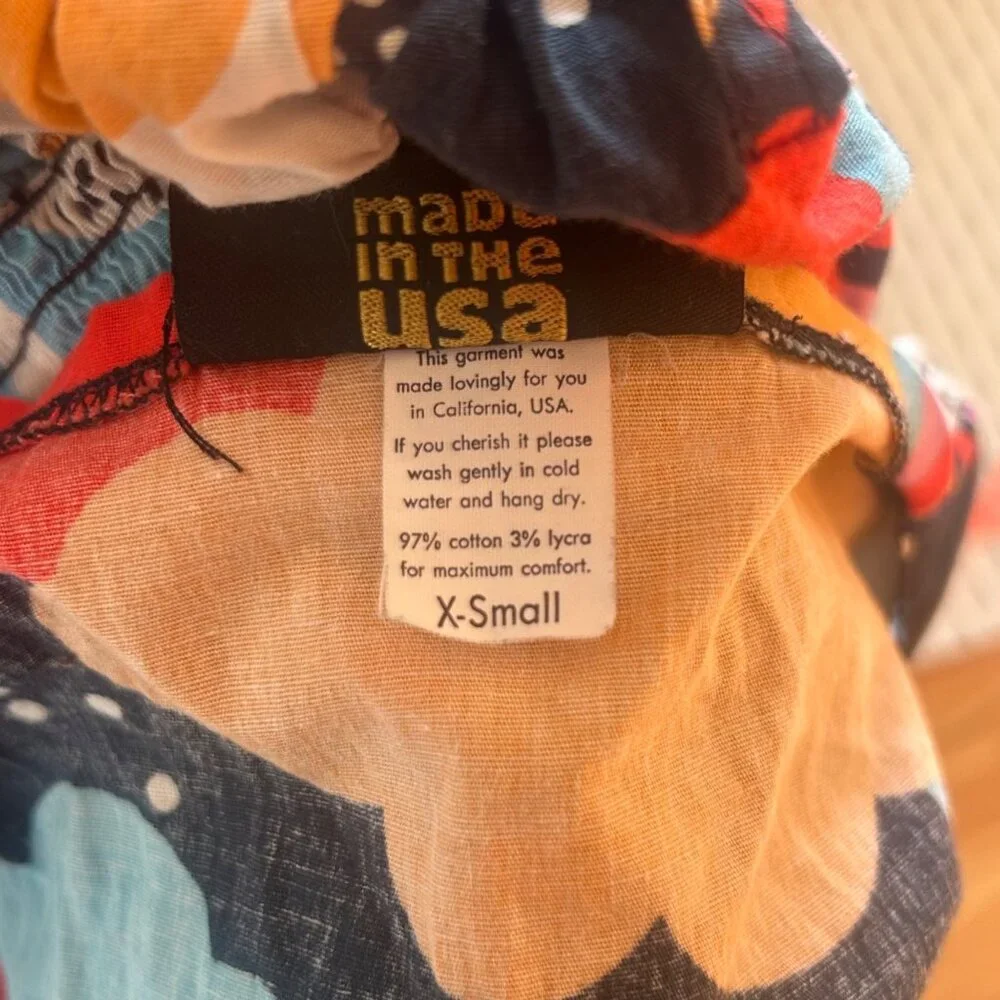 made
in THe
usa
This garment was
made lovingly for you
in California, USA.
If you cherish it please
wash gently in cold
water and hang dry.
97% cotton 3% lycra
for maximum comfort.
X-Small